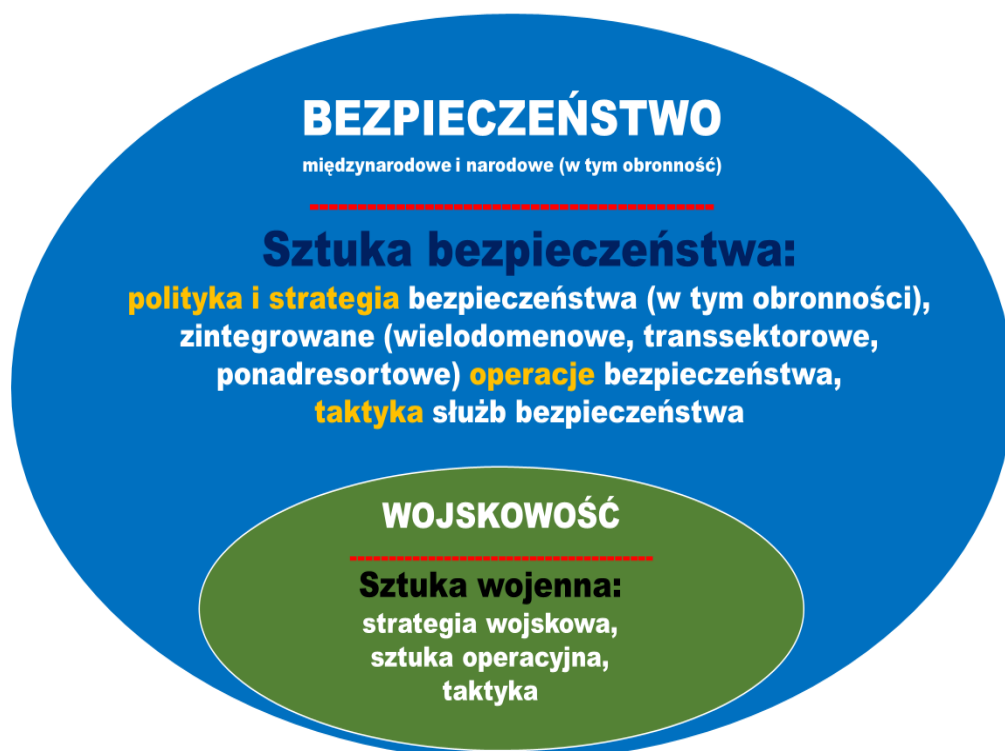 BEZPIECZEŃSTWO
międzynarodowe i narodowe (w tym obronność)
Sztuka bezpieczeństwa:
polityka i strategia bezpieczeństwa (w tym obronności),
zintegrowane (wielodomenowe, transsektorowe,
ponadresortowe) operacje bezpieczeństwa,
taktyka służb bezpieczeństwa
WOJSKOWOŚĆ
Sztuka wojenna:
strategia wojskowa,
sztuka operacyjna,
taktyka